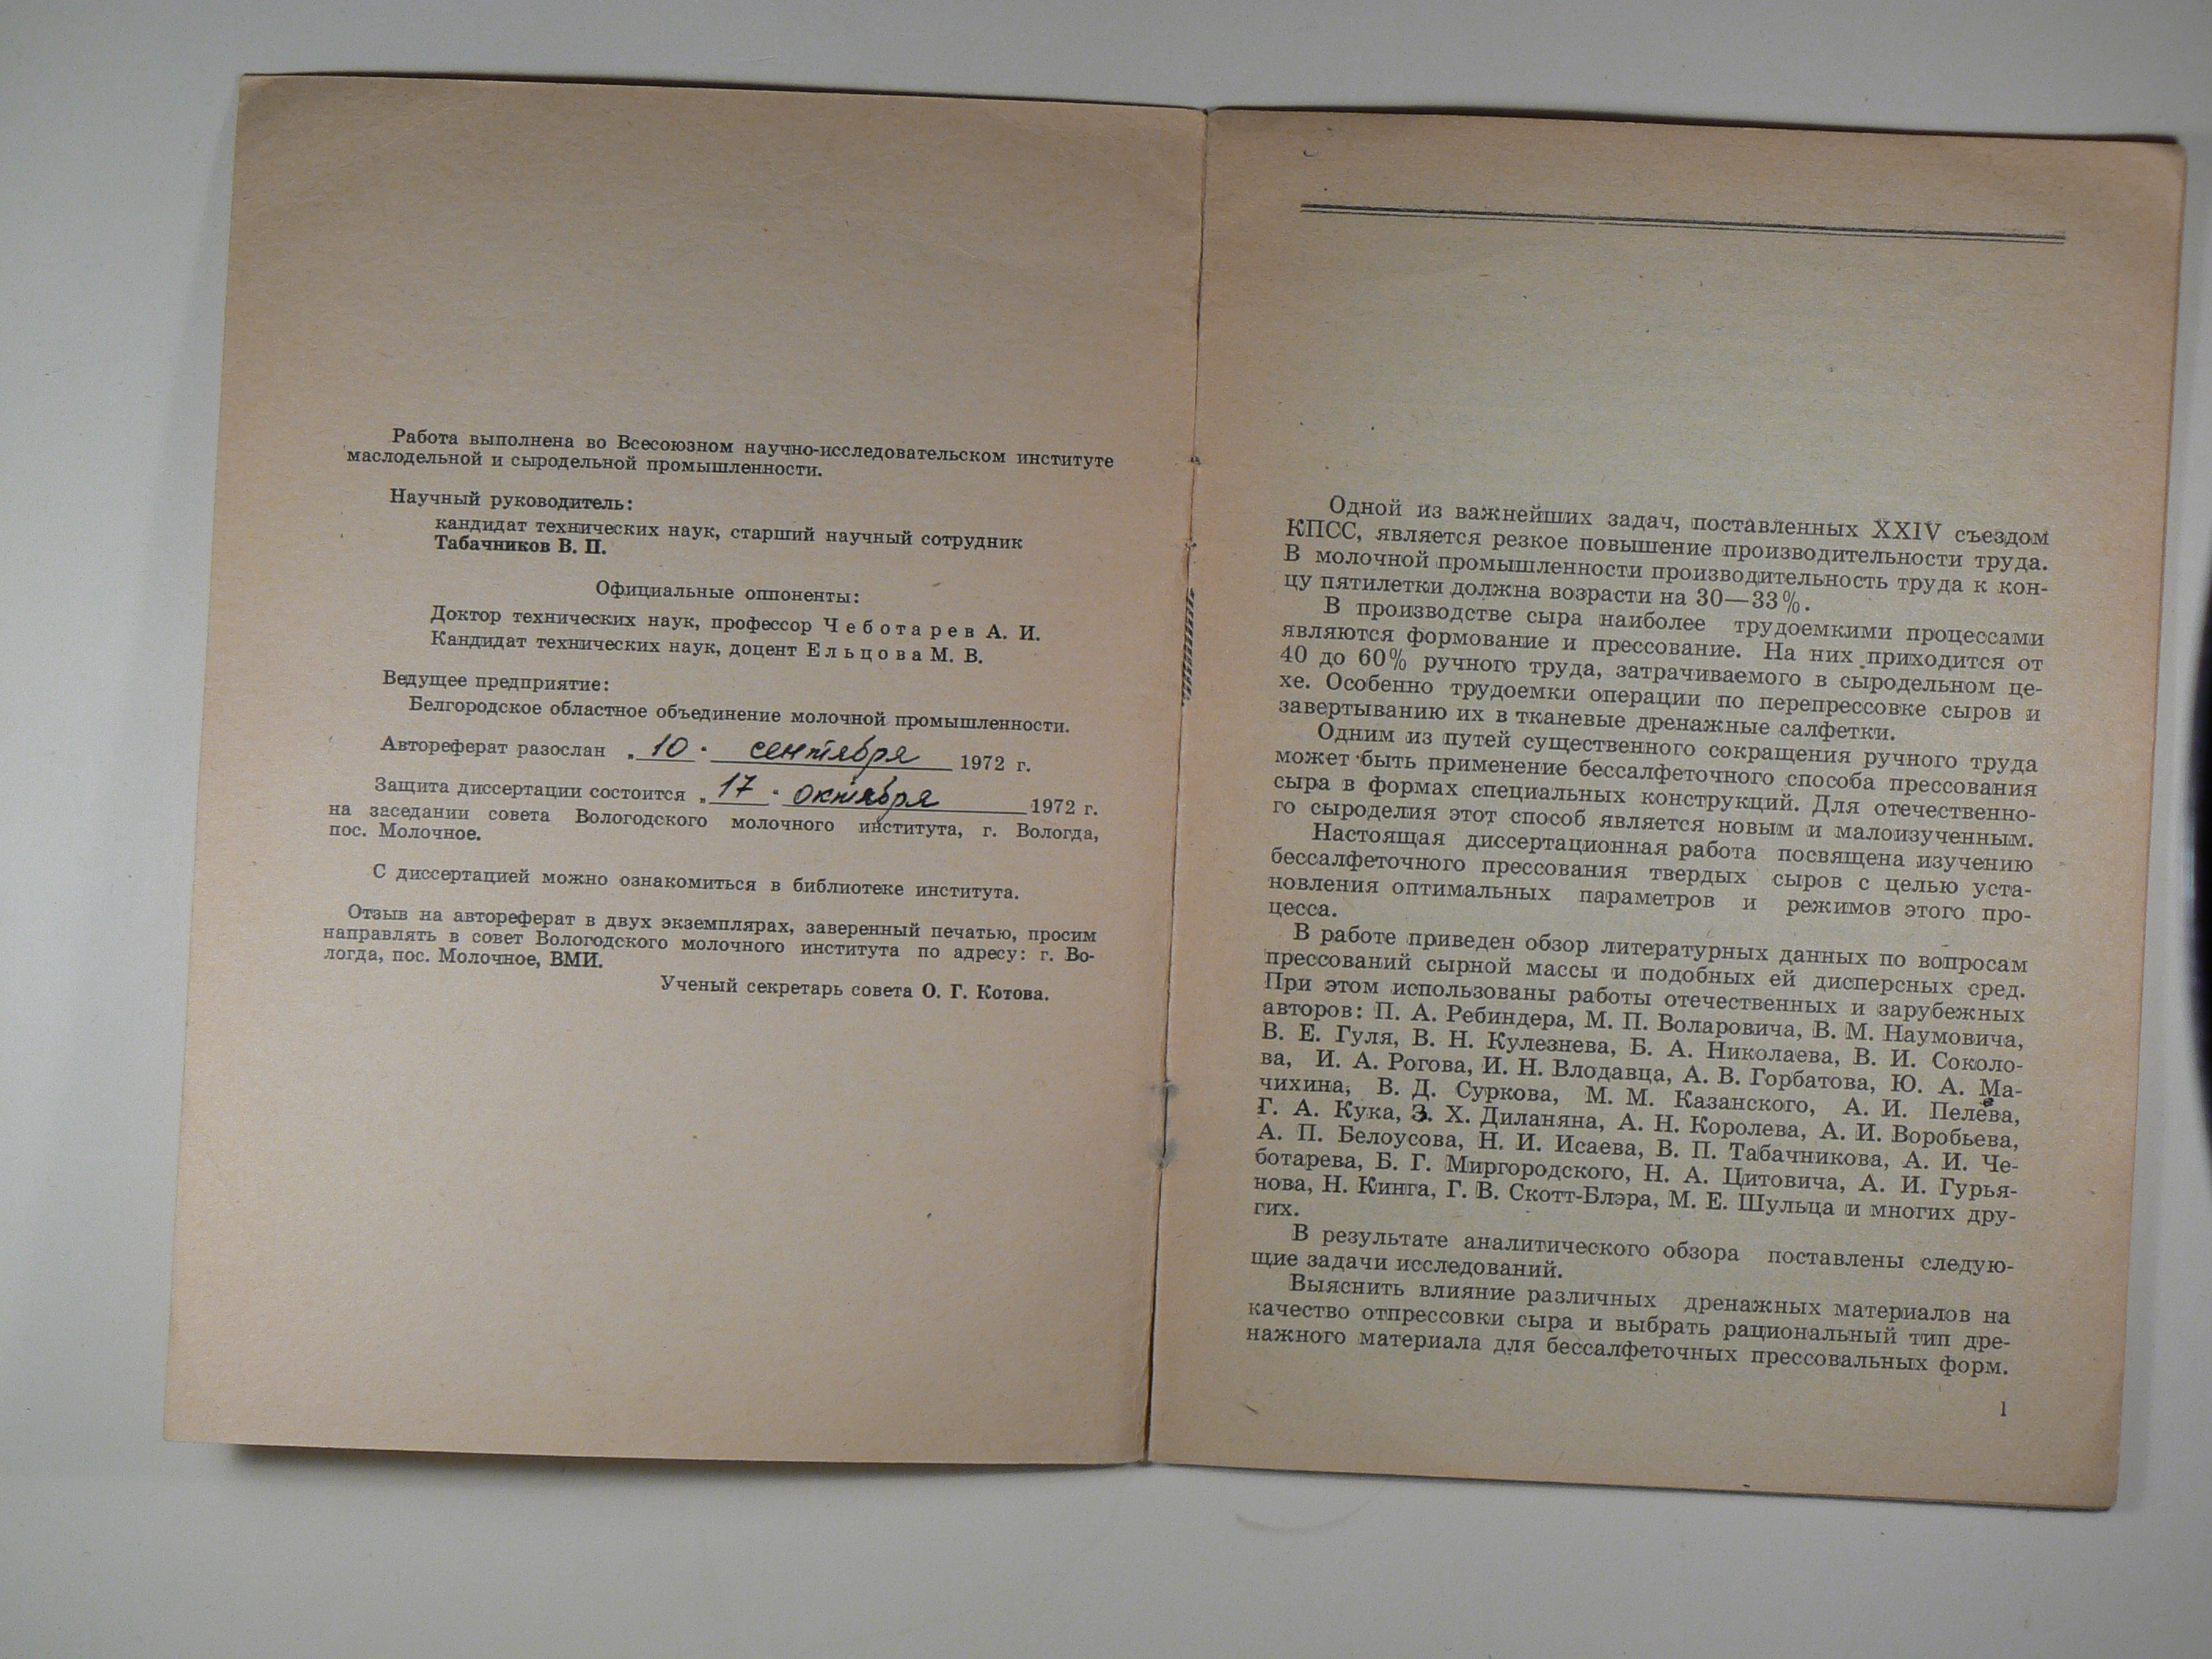 Работа выполнена во Всесоюзном научно-исследовательском институте
маслодельной и сыродельной промышленности.
Научный руководитель:
кандидат технических наук, старший научный сотрудник
Табачников В. П.
Официальные оппоненты:
Доктор технических наук, профессор Чеботарев А. И.
Кандидат технических наук, доцент Ельцова М. В.
Ведущее предприятие:
Белгородское областное объединение молочной промышленности.
Автореферат разослан „10" сентября 1972 г.
Защита диссертации состоится „17" октября 1972 г.
на заседании совета Вологодского молочного института, г. Вологда,
пос. Молочное.
С диссертацией можно ознакомиться в библиотеке института.
Отзыв на автореферат в двух экземплярах, заверенный печатью, просим
направлять в совет Вологодского молочного института по адресу: г. Во-
логда, пос. Молочное, ВМИ.
Ученый секретарь совета О. Г. Котова.
Одной из важнейших задач, поставленных XXIV съездом
КПСС, является резкое повышение производительности труда.
В молочной промышленности производительность труда к кон-
цу пятилетки должна возрасти на 30—33%.
В производстве сыра наиболее трудоемкими процессами
являются формование и прессование. На них приходится от
40 до 60% ручного труда, затрачиваемого в сыродельном це-
хе. Особенно трудоемки операции по перепрессовке сыров и
завертыванию их в тканевые дренажные салфетки.
Одним из путей существенного сокращения ручного труда
может быть применение бессалфеточного способа прессования
сыра в формах специальных конструкций. Для отечественно-
го сыроделия этот способ является новым и малоизученным.
Настоящая диссертационная работа посвящена изучению
бессалфеточного прессования твердых сыров с целью уста-
новления оптимальных параметров и режимов этого про-
цесса.
В работе приведен обзор литературных данных по вопросам
прессований сырной массы и подобных ей дисперсных сред.
При этом использованы работы отечественных и зарубежных
авторов: П. А. Ребиндера, М. П. Воларовича, В. М. Наумовича,
В. Е. Гуля, В. Н. Кулезнева, Б. А. Николаева, В. И. Соколо-
ва, И. А. Рогова, И. Н. Влодавца, А. В. Горбатова, Ю. А. Ма-
чихина, В. Д. Суркова, М. М. Казанского, А. И. Пелева,
Г. А. Кука, З. Х. Диланяна, А. Н. Королева, А. И. Воробьева,
А. П. Белоусова, Н. И. Исаева, В. П. Табачникова, А. И. Че-
ботарева, Б. Г. Миргородского, Н. А. Цитовича, А. И. Гурья-
нова, Н. Кинга, Г. В. Скотт-Блэра, М. Е. Шульца и многих дру-
гих.
В результате аналитического обзора поставлены следую-
щие задачи исследований.
Выяснить влияние различных дренажных материалов на
качество отпрессовки сыра и выбрать рациональный тип дре-
нажного материала для бессалфеточных прессовальных форм.
1